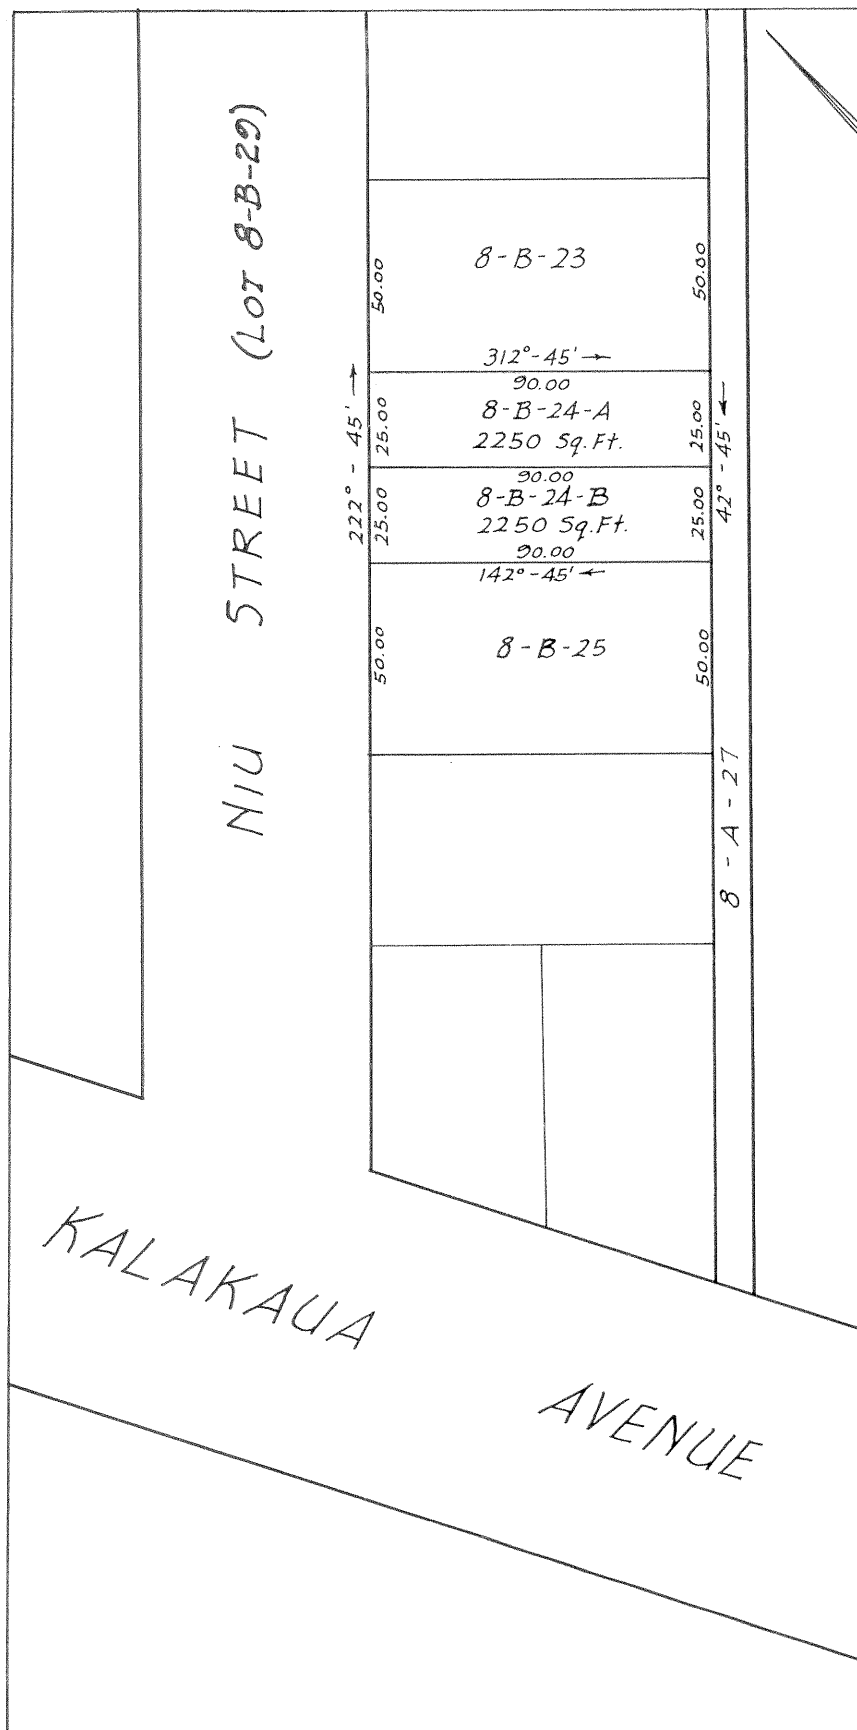 NIU STREET (LOT 8-B-29)
8-B-23
50.00
50.00
312°-45' →
90.00
222° - 45' →
25.00
8-B-24-A
2250 Sq.Ft.
25.00
42° - 45' ←
90.00
25.00
8-B-24-B
2250 Sq.Ft.
25.00
90.00
142°-45' ←
50.00
8-B-25
50.00
8 - A - 27
KALAKAUA AVENUE